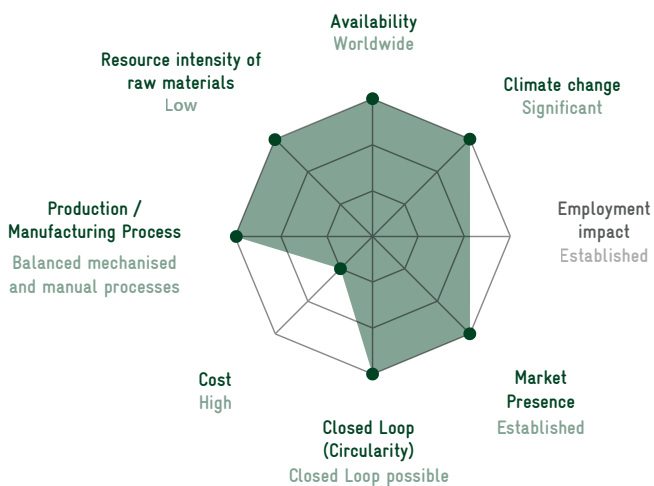 Availability
Worldwide
Resource intensity of
raw materials
Low
Climate change
Significant
Production /
Manufacturing Process
Balanced mechanised
and manual processes
Employment
impact
Established
Cost
High
Market
Presence
Established
Closed Loop
(Circularity)
Closed Loop possible